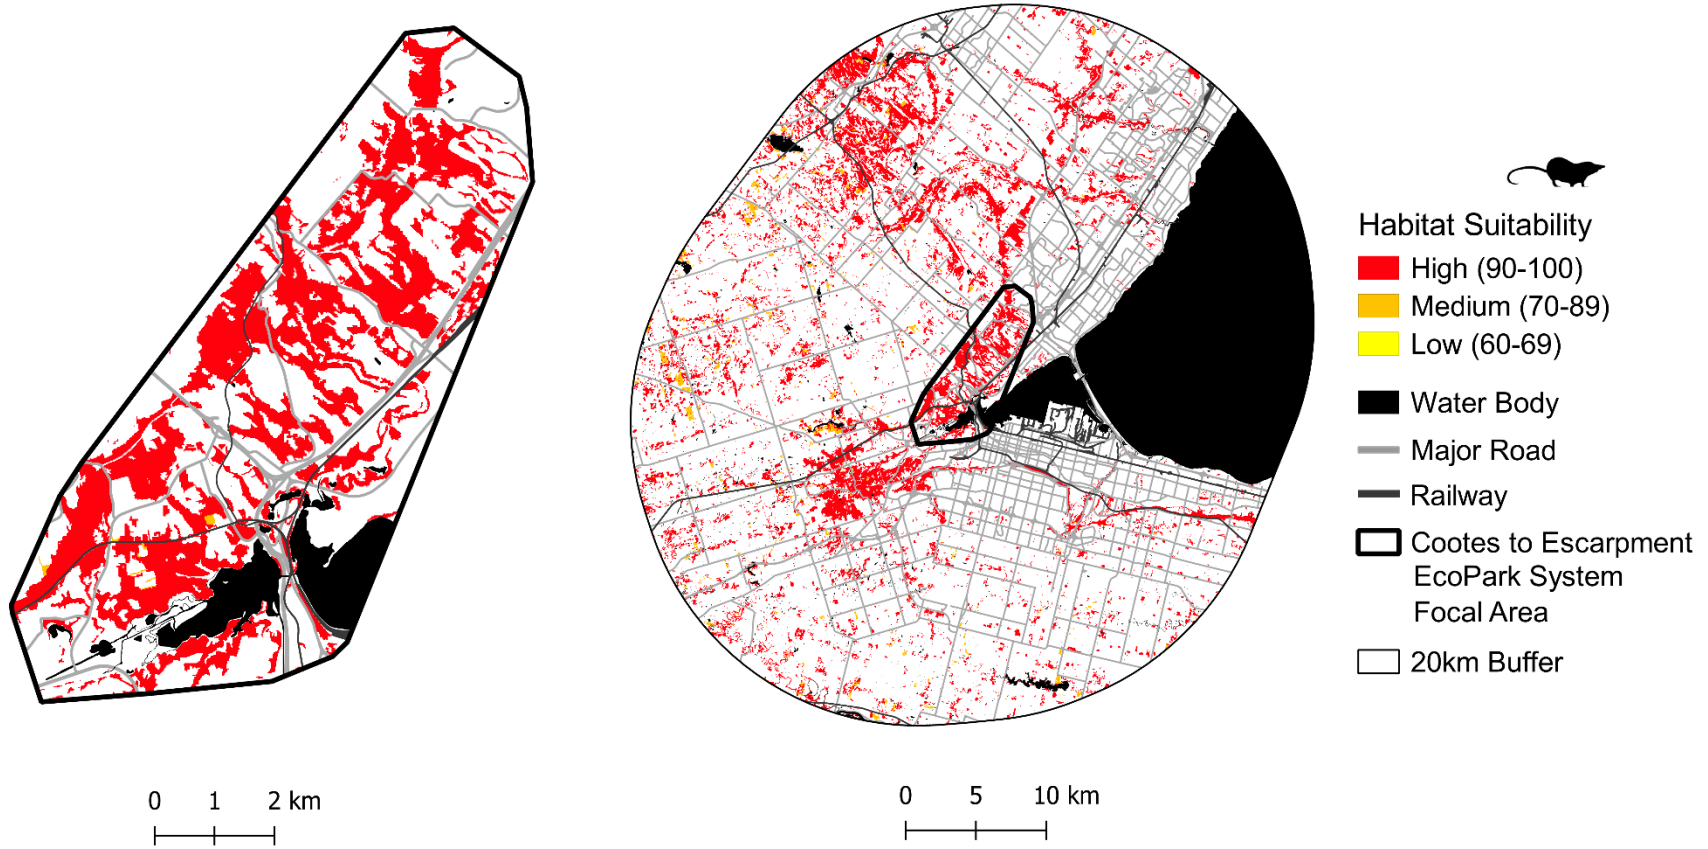 Habitat Suitability
High (90-100)
Medium (70-89)
Low (60-69)
Water Body
Major Road
Railway
Cootes to Escarpment
EcoPark System
Focal Area
20km Buffer
0 1 2 km
0 5 10 km